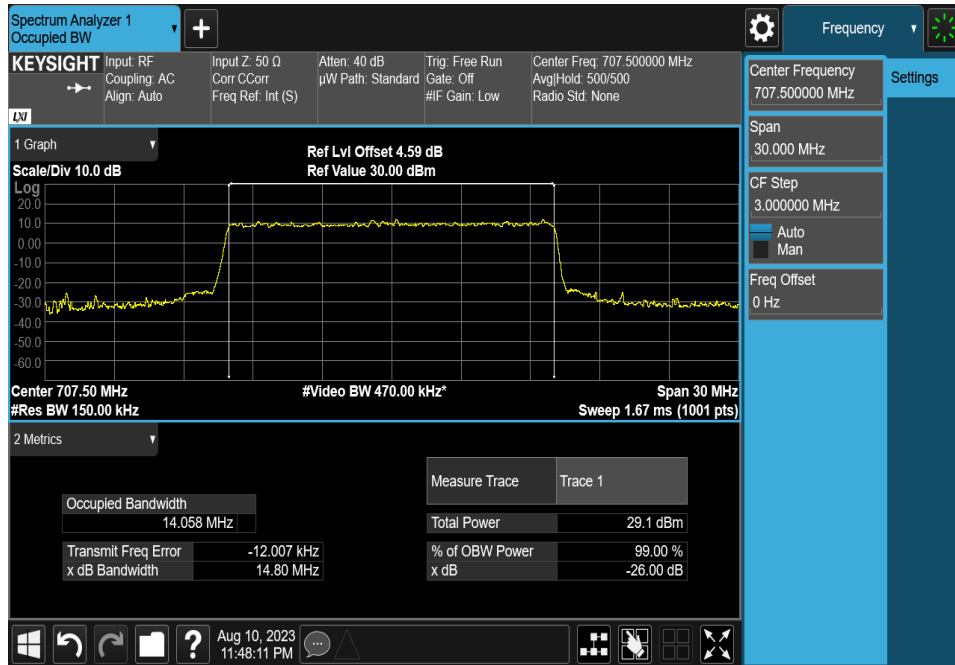 Spectrum Analyzer 1
Occupied BW
+
Frequency
KEYSIGHT
LXI
Input: RF
Coupling: AC
Align: Auto
Input Z: 50 Ω
Corr CCorr
Freq Ref: Int (S)
Atten: 40 dB
µW Path: Standard
Trig: Free Run
Gate: Off
#IF Gain: Low
Center Freq: 707.500000 MHz
Avg|Hold: 500/500
Radio Std: None
Center Frequency
707.500000 MHz
Settings
Span
30.000 MHz
CF Step
3.000000 MHz
Auto
Man
Freq Offset
0 Hz
1 Graph
Scale/Div 10.0 dB
Ref Lvl Offset 4.59 dB
Ref Value 30.00 dBm
Log
20.0
10.0
0.00
-10.0
-20.0
-30.0
-40.0
-50.0
-60.0
Center 707.50 MHz
#Video BW 470.00 kHz*
Span 30 MHz
#Res BW 150.00 kHz
Sweep 1.67 ms (1001 pts)
2 Metrics
Measure Trace Trace 1
Occupied Bandwidth
14.058 MHz
Total Power 29.1 dBm
Transmit Freq Error -12.007 kHz
% of OBW Power 99.00 %
x dB Bandwidth 14.80 MHz
x dB -26.00 dB
?
Aug 10, 2023
11:48:11 PM